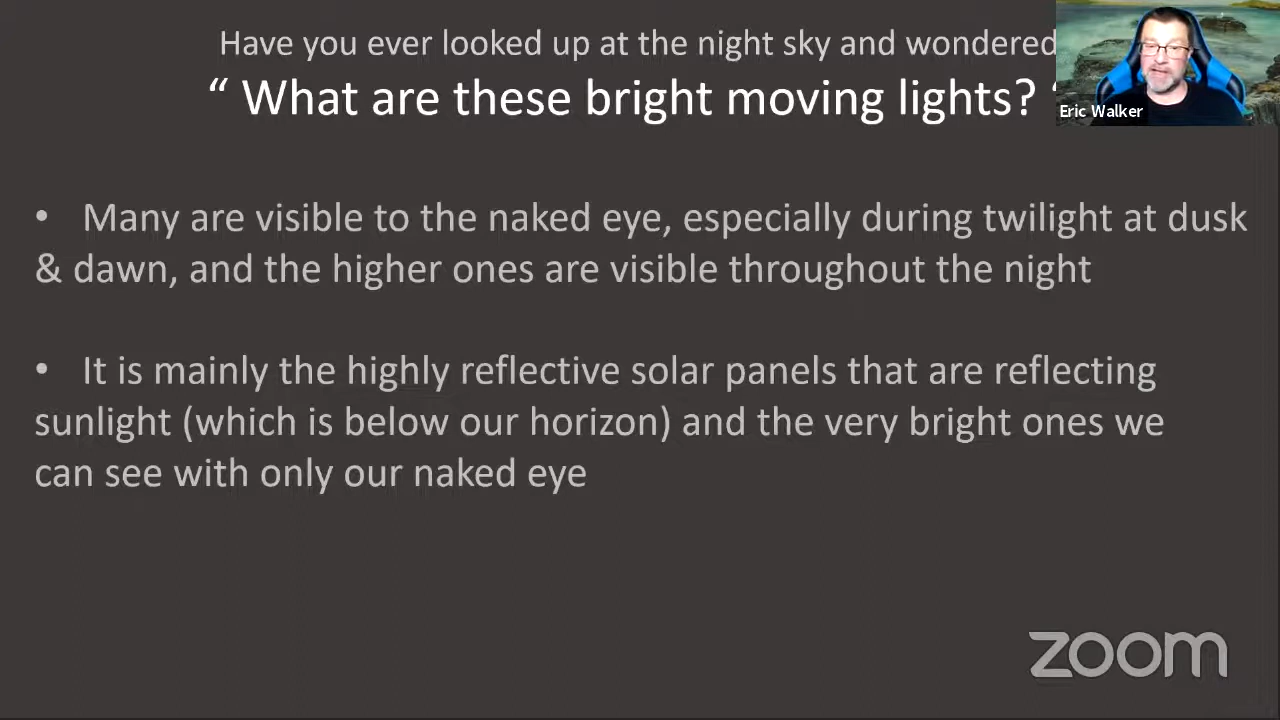 Have you ever looked up at the night sky and wondered
“ What are these bright moving lights? “
Eric Walker
• Many are visible to the naked eye, especially during twilight at dusk
& dawn, and the higher ones are visible throughout the night
• It is mainly the highly reflective solar panels that are reflecting
sunlight (which is below our horizon) and the very bright ones we
can see with only our naked eye
zoom